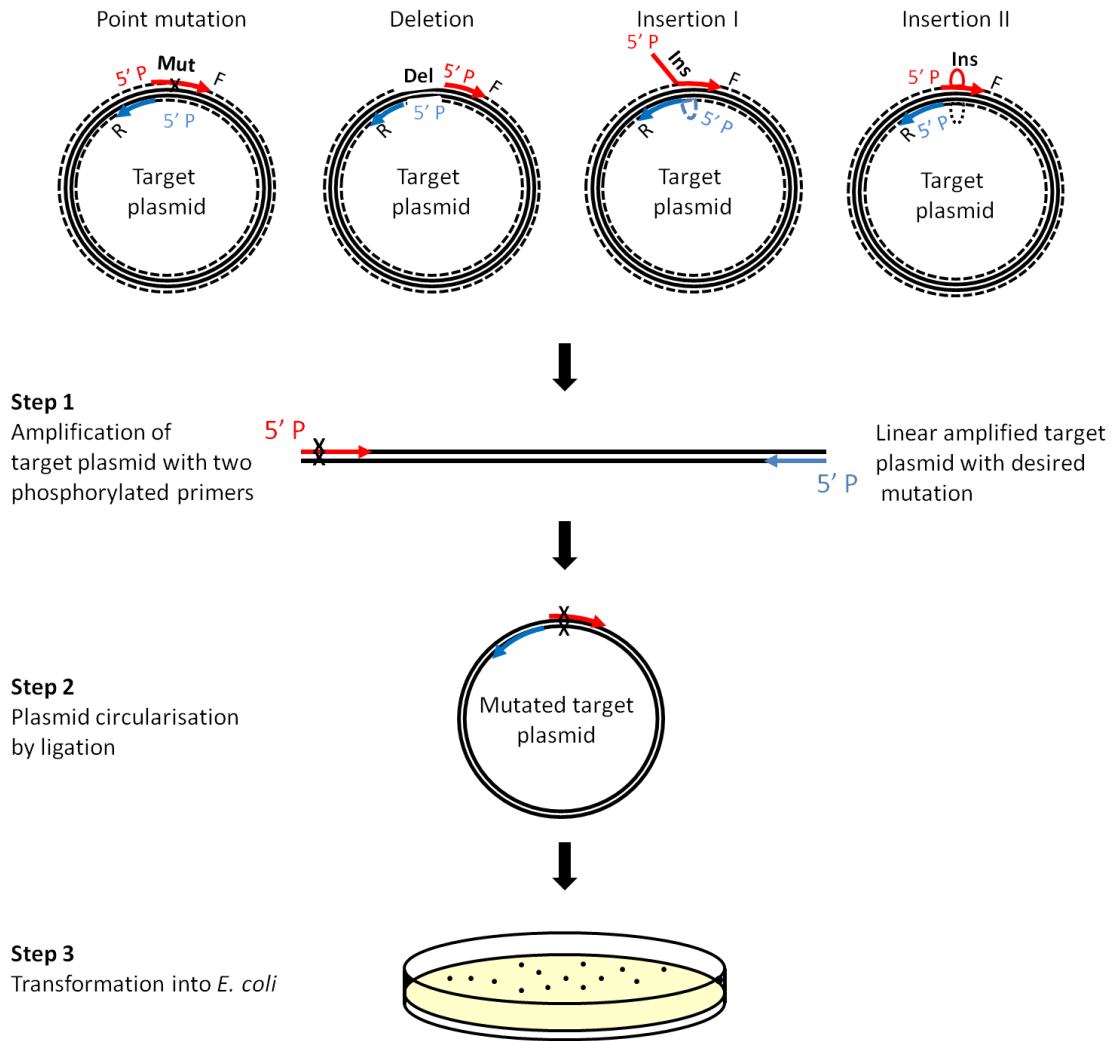 Point mutation
Deletion
Insertion I
Insertion II
5' P
Mut
F
R
5' P
Target
plasmid
Del
5' P
F
R
5' P
Target
plasmid
5' P
Ins
F
R
5' P
Target
plasmid
Ins
5' P
F
R
5' P
Target
plasmid
Step 1
Amplification of
target plasmid with two
phosphorylated primers
5' P
X
X
5' P
Linear amplified target
plasmid with desired
mutation
Step 2
Plasmid circularisation
by ligation
X
X
Mutated target
plasmid
Step 3
Transformation into E. coli